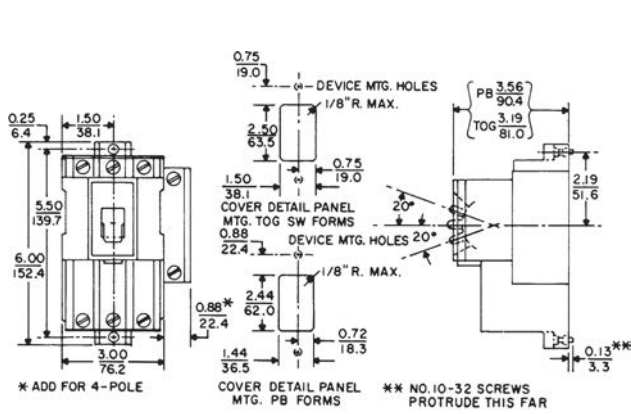 0.75
19.0
DEVICE MTG. HOLES
1/8" R. MAX.
PB 3.56
90.4
TOG 3.19
81.0
0.25
6.4
1.50
38.1
2.50
63.5
0.75
19.0
1.50
38.1
COVER DETAIL PANEL
MTG. TOG SW FORMS
2.19
51.6
20°
20°
5.50
139.7
6.00
152.4
0.88
22.4
DEVICE MTG. HOLES
1/8" R. MAX.
2.44
62.0
0.88*
22.4
0.72
18.3
3.00
76.2
1.44
36.5
0.13**
3.3
* ADD FOR 4-POLE
COVER DETAIL PANEL
MTG. PB FORMS
** NO. 10-32 SCREWS
PROTRUDE THIS FAR